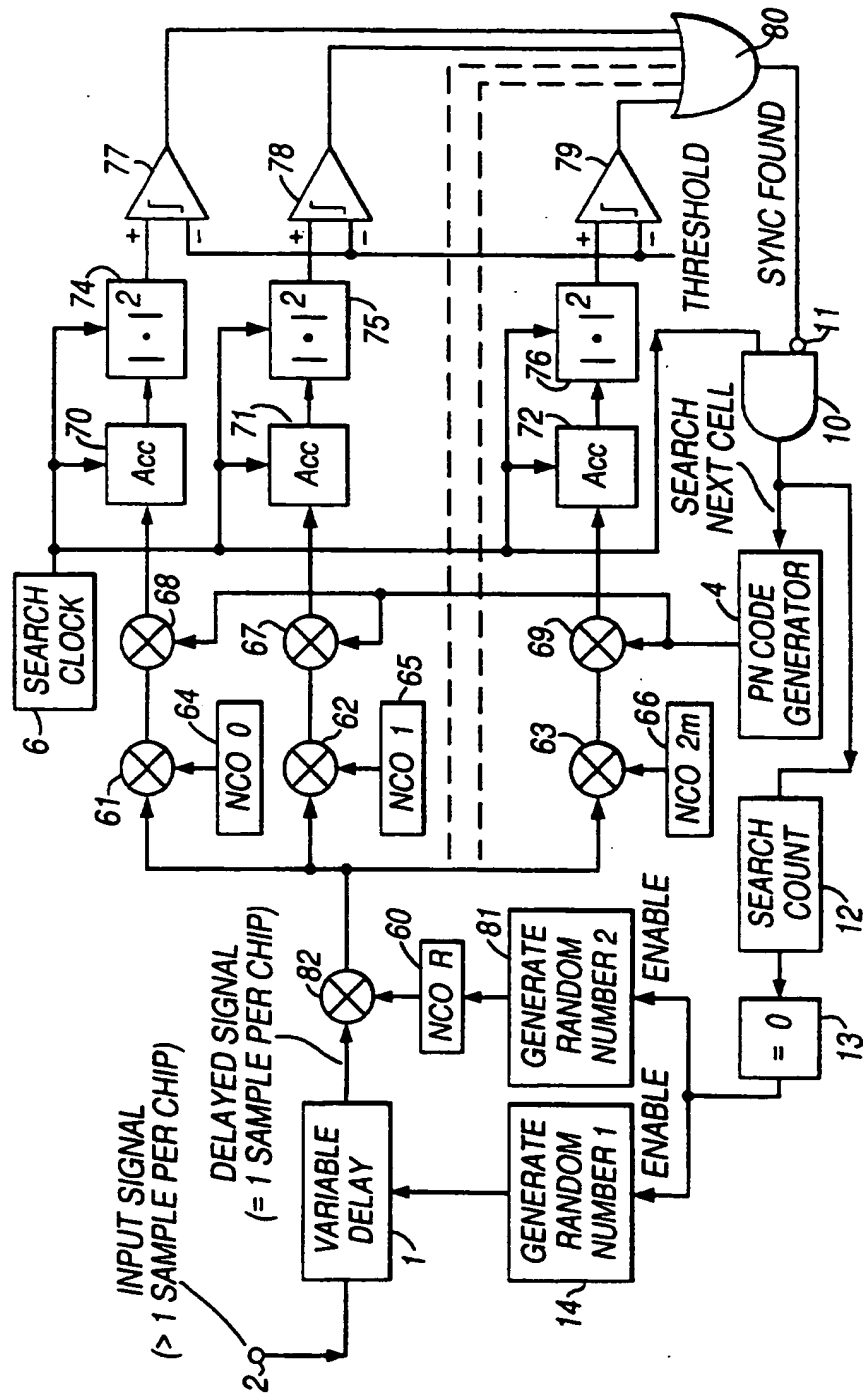 INPUT SIGNAL
(> 1 SAMPLE PER CHIP)
2
VARIABLE
DELAY
1
DELAYED SIGNAL
(= 1 SAMPLE PER CHIP)
82
60
NCO R
GENERATE
RANDOM
NUMBER 1
14
GENERATE
RANDOM
NUMBER 2
81
ENABLE
ENABLE
= 0
13
SEARCH
COUNT
12
SEARCH
CLOCK
6
61
64
NCO 0
68
62
65
NCO 1
67
63
66
NCO 2m
69
PN CODE
GENERATOR
4
70
Acc
74
| • |²
77
+
−
71
Acc
75
| • |²
78
+
−
72
Acc
76
| • |²
79
+
−
THRESHOLD
80
SYNC FOUND
11
10
SEARCH
NEXT CELL